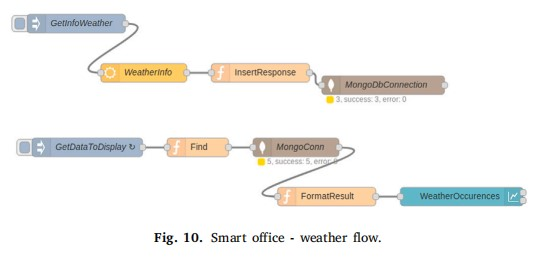 GetInfoWeather
WeatherInfo
InsertResponse
MongoDbConnection
3, success: 3, error: 0
GetDataToDisplay ↻
Find
MongoConn
5, success: 5, error: 0
FormatResult
WeatherOccurences
Fig. 10. Smart office - weather flow.